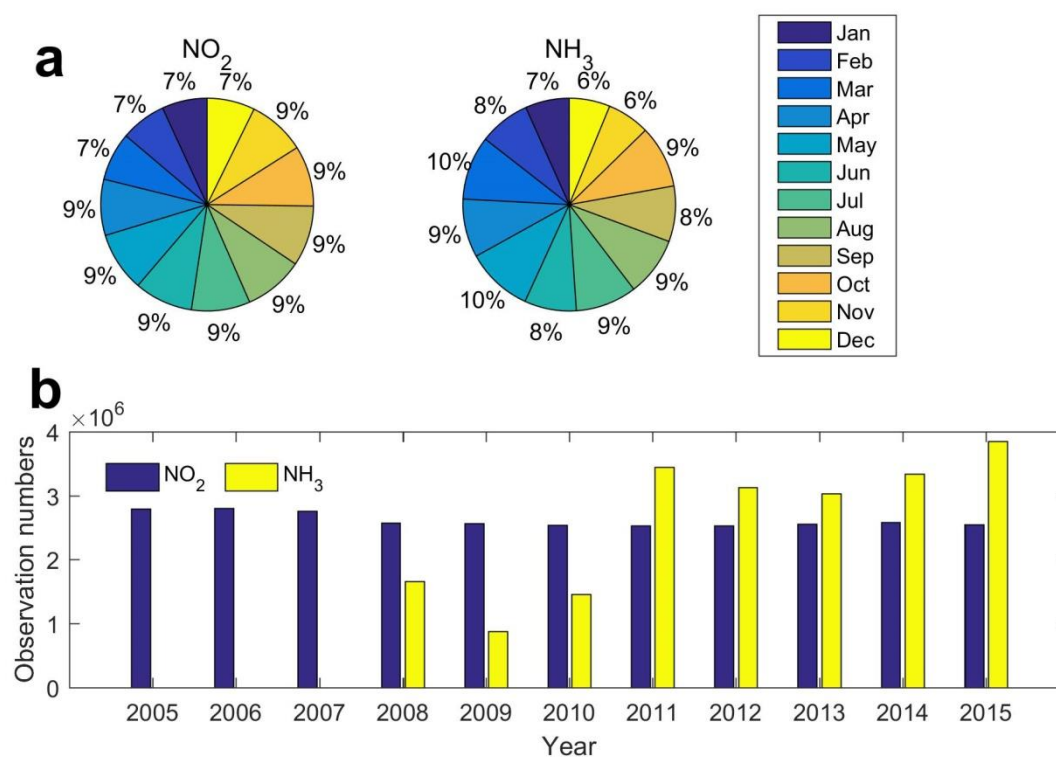 a
NO2
7%
7%
7%
9%
7%
9%
9%
9%
9%
9%
9%
9%
NH3
7%
6%
8%
6%
10%
9%
9%
8%
10%
9%
8%
9%
Jan
Feb
Mar
Apr
May
Jun
Jul
Aug
Sep
Oct
Nov
Dec
b
×10^6
Observation numbers
4
3
2
1
0
NO2 NH3
2005 2006 2007 2008 2009 2010 2011 2012 2013 2014 2015
Year